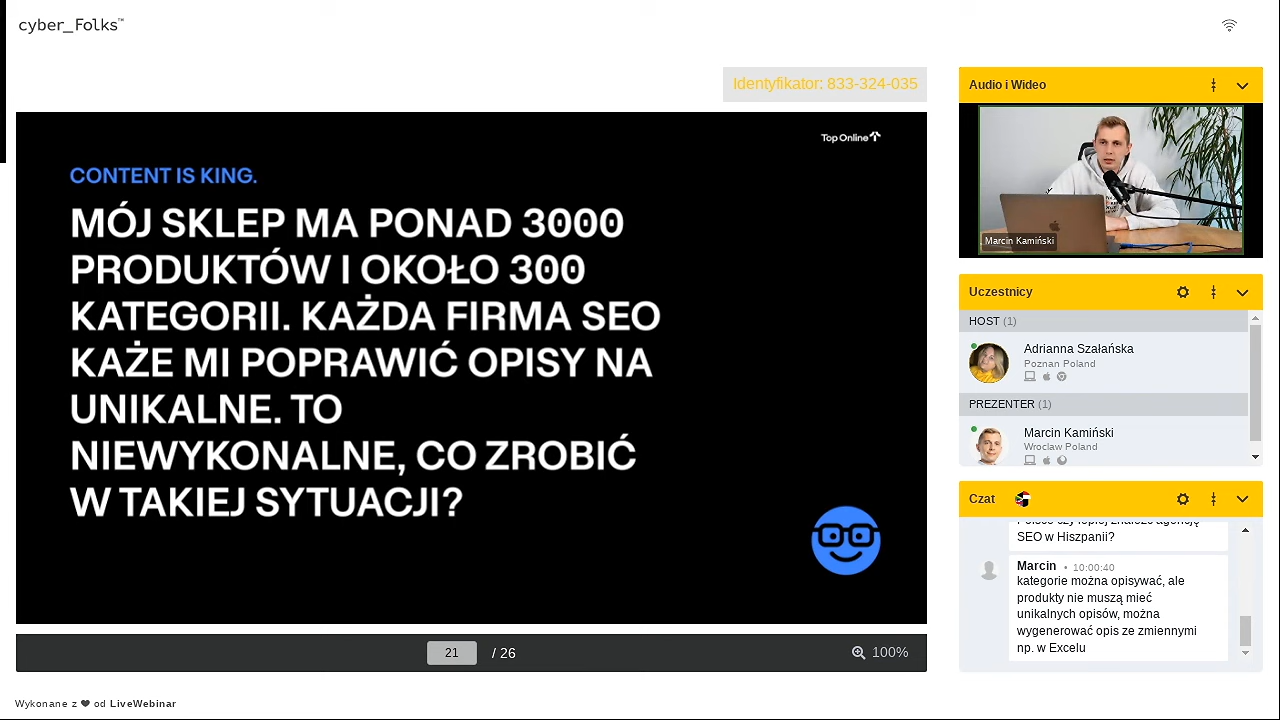 cyber_Folks™
Identyfikator: 833-324-035
Top Online
CONTENT IS KING.
MÓJ SKLEP MA PONAD 3000
PRODUKTÓW I OKOŁO 300
KATEGORII. KAŻDA FIRMA SEO
KAŻE MI POPRAWIĆ OPISY NA
UNIKALNE. TO
NIEWYKONALNE, CO ZROBIĆ
W TAKIEJ SYTUACJI?
21 / 26
100%
Audio i Wideo
Marcin Kamiński
Uczestnicy
HOST (1)
Adrianna Szałańska
Poznan Poland
PREZENTER (1)
Marcin Kamiński
Wroclaw Poland
Czat
SEO w Hiszpanii?
Marcin • 10:00:40
kategorie można opisywać, ale
produkty nie muszą mieć
unikalnych opisów, można
wygenerować opis ze zmiennymi
np. w Excelu
Wykonane z ❤ od LiveWebinar